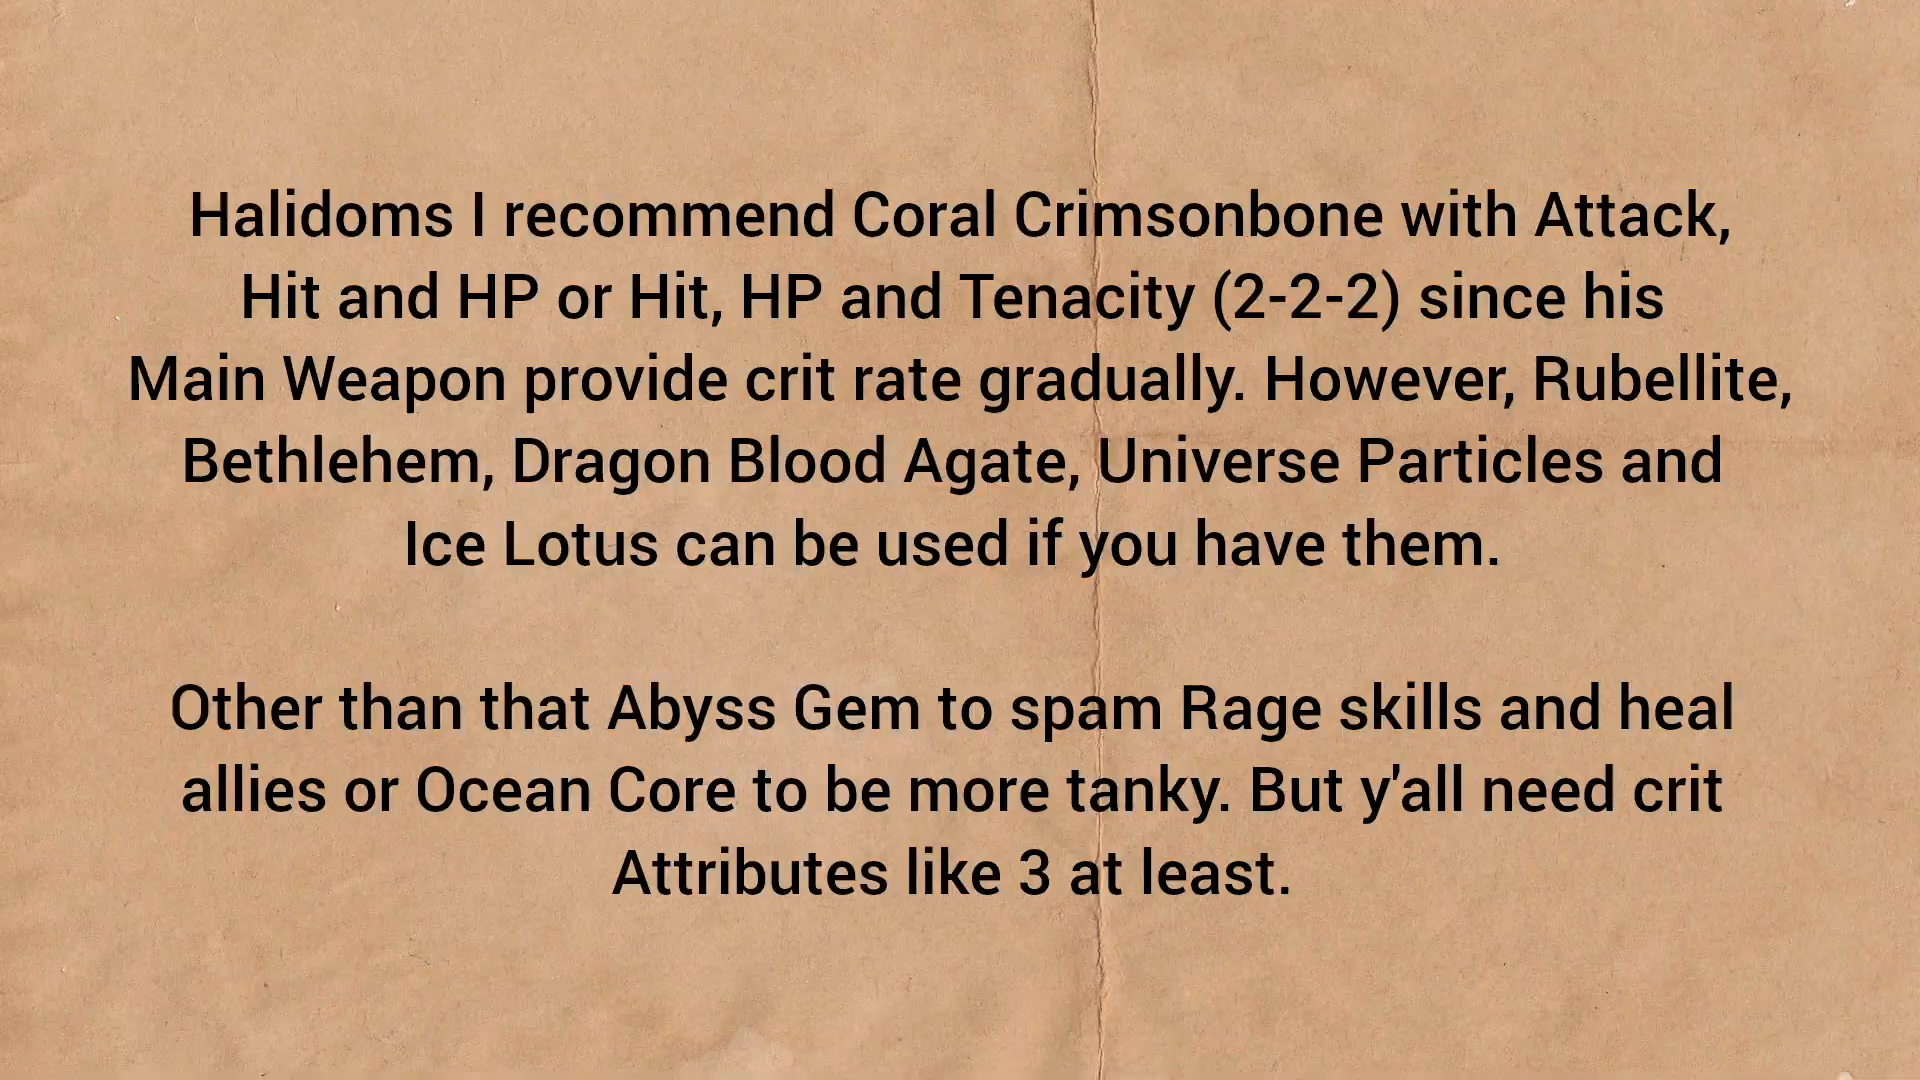 Halidoms I recommend Coral Crimsonbone with Attack,
Hit and HP or Hit, HP and Tenacity (2-2-2) since his
Main Weapon provide crit rate gradually. However, Rubellite,
Bethlehem, Dragon Blood Agate, Universe Particles and
Ice Lotus can be used if you have them.
Other than that Abyss Gem to spam Rage skills and heal
allies or Ocean Core to be more tanky. But y'all need crit
Attributes like 3 at least.